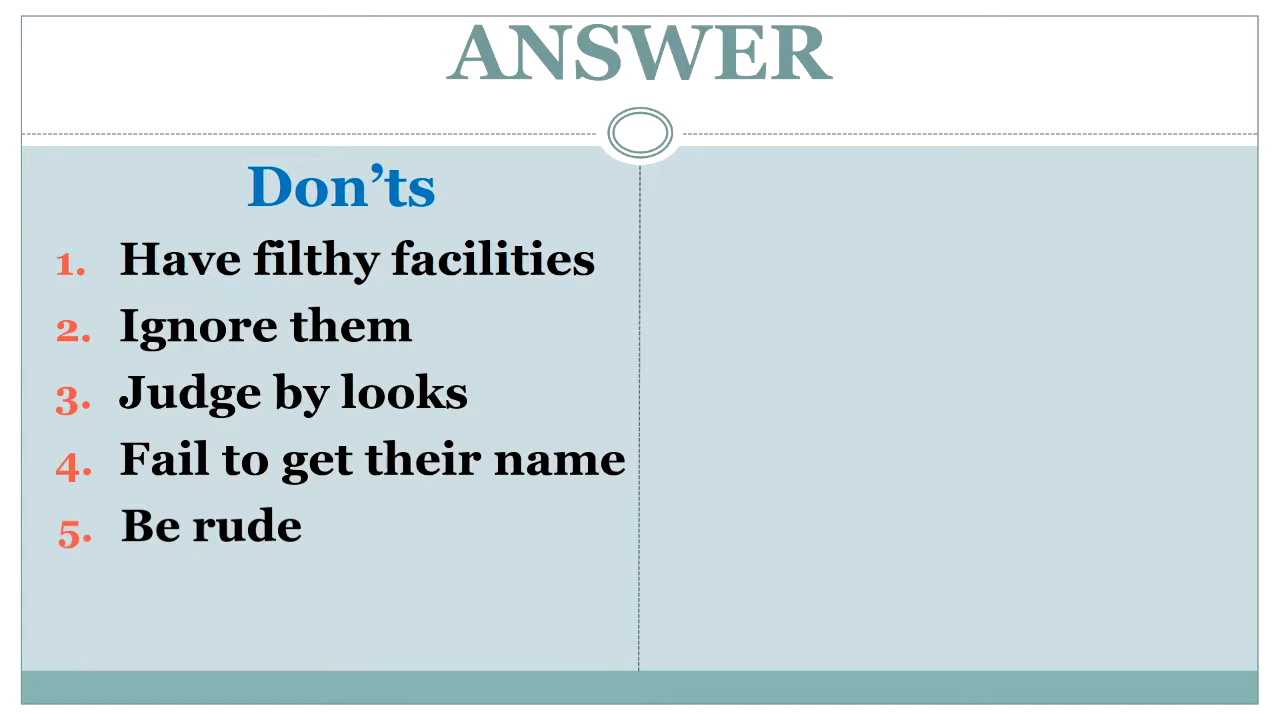 ANSWER
Don’ts
1. Have filthy facilities
2. Ignore them
3. Judge by looks
4. Fail to get their name
5. Be rude